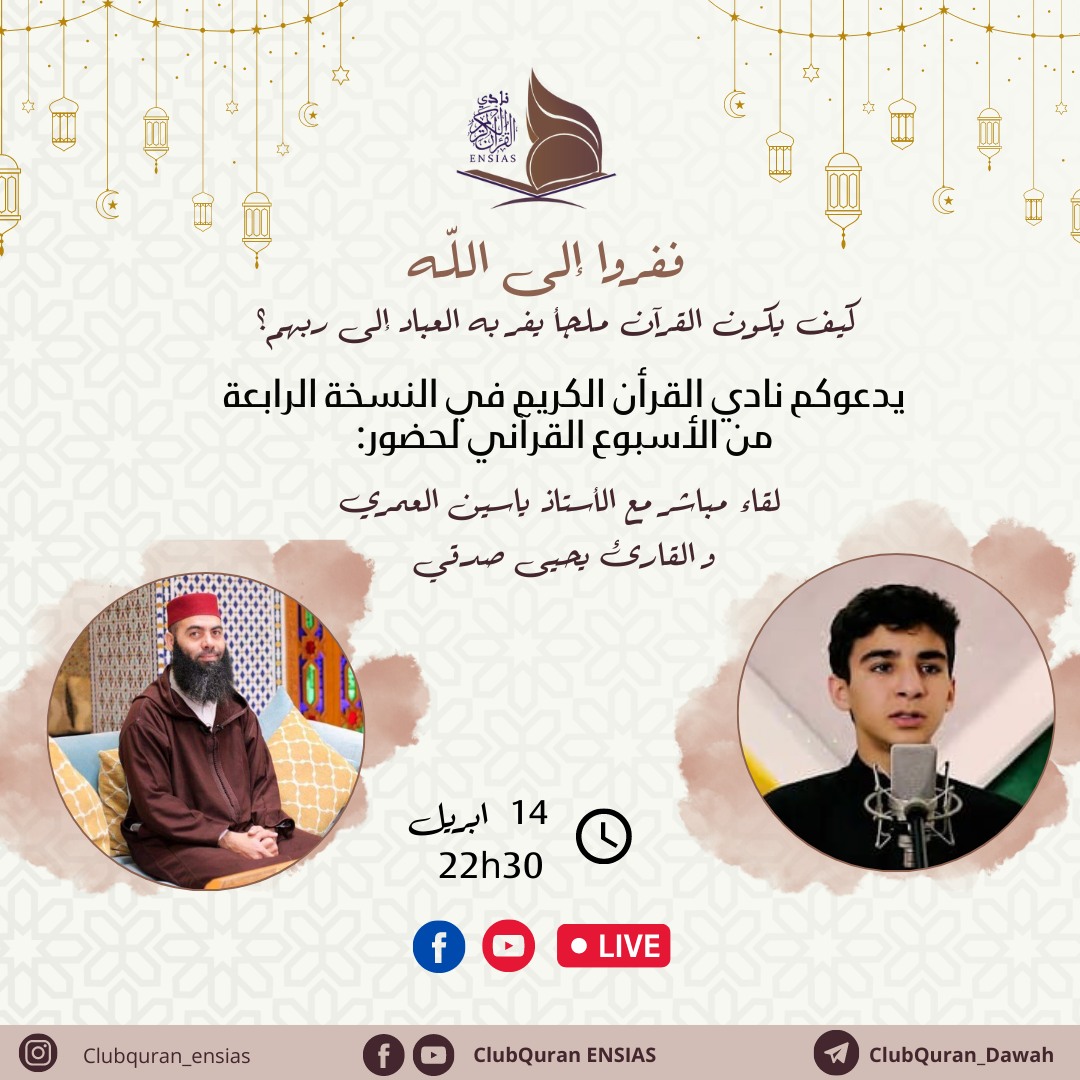 نادي
القرآن الكريم
ENSIAS
ففروا إلى اللّه
كيف يكون القرآن ملجأ يفر به العباد إلى ربهم؟
يدعوكم نادي القرأن الكريم في النسخة الرابعة
من الأسبوع القرآني لحضور:
لقاء مباشر مع الأستاذ ياسين العمري
و القارئ يحيى صدقي
14 ابريل
22h30
LIVE
Clubquran_ensias
ClubQuran ENSIAS
ClubQuran_Dawah